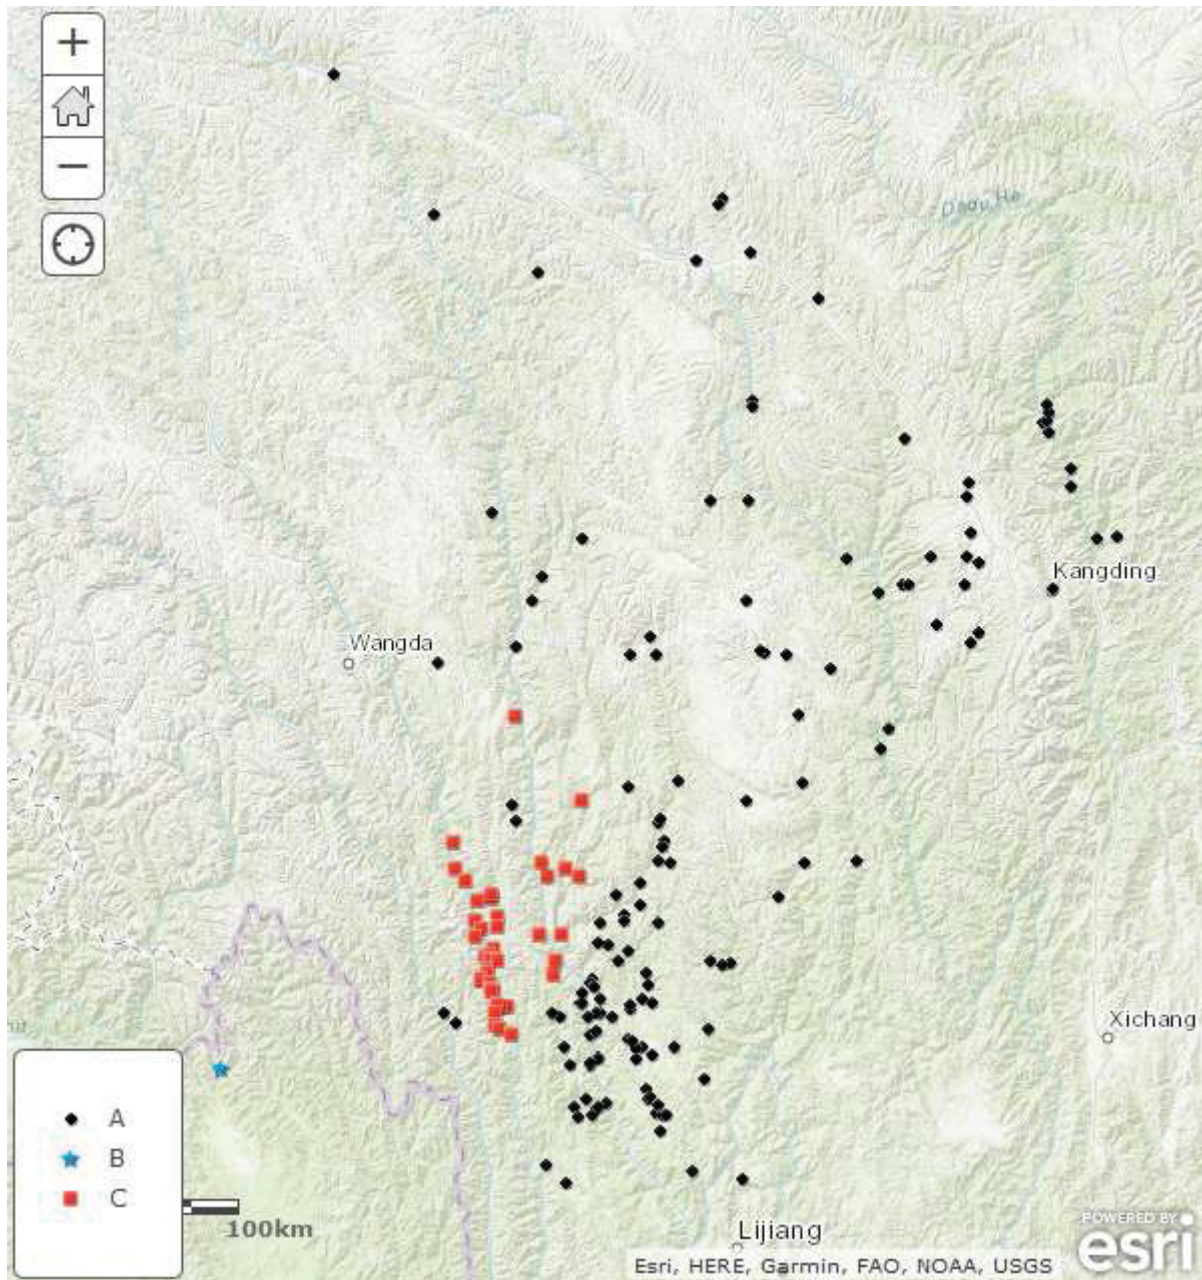 +
−
Dadu He
Kangding
Wangda
Xichang
A
B
C
100km
Lijiang
POWERED BY
esri
Esri, HERE, Garmin, FAO, NOAA, USGS